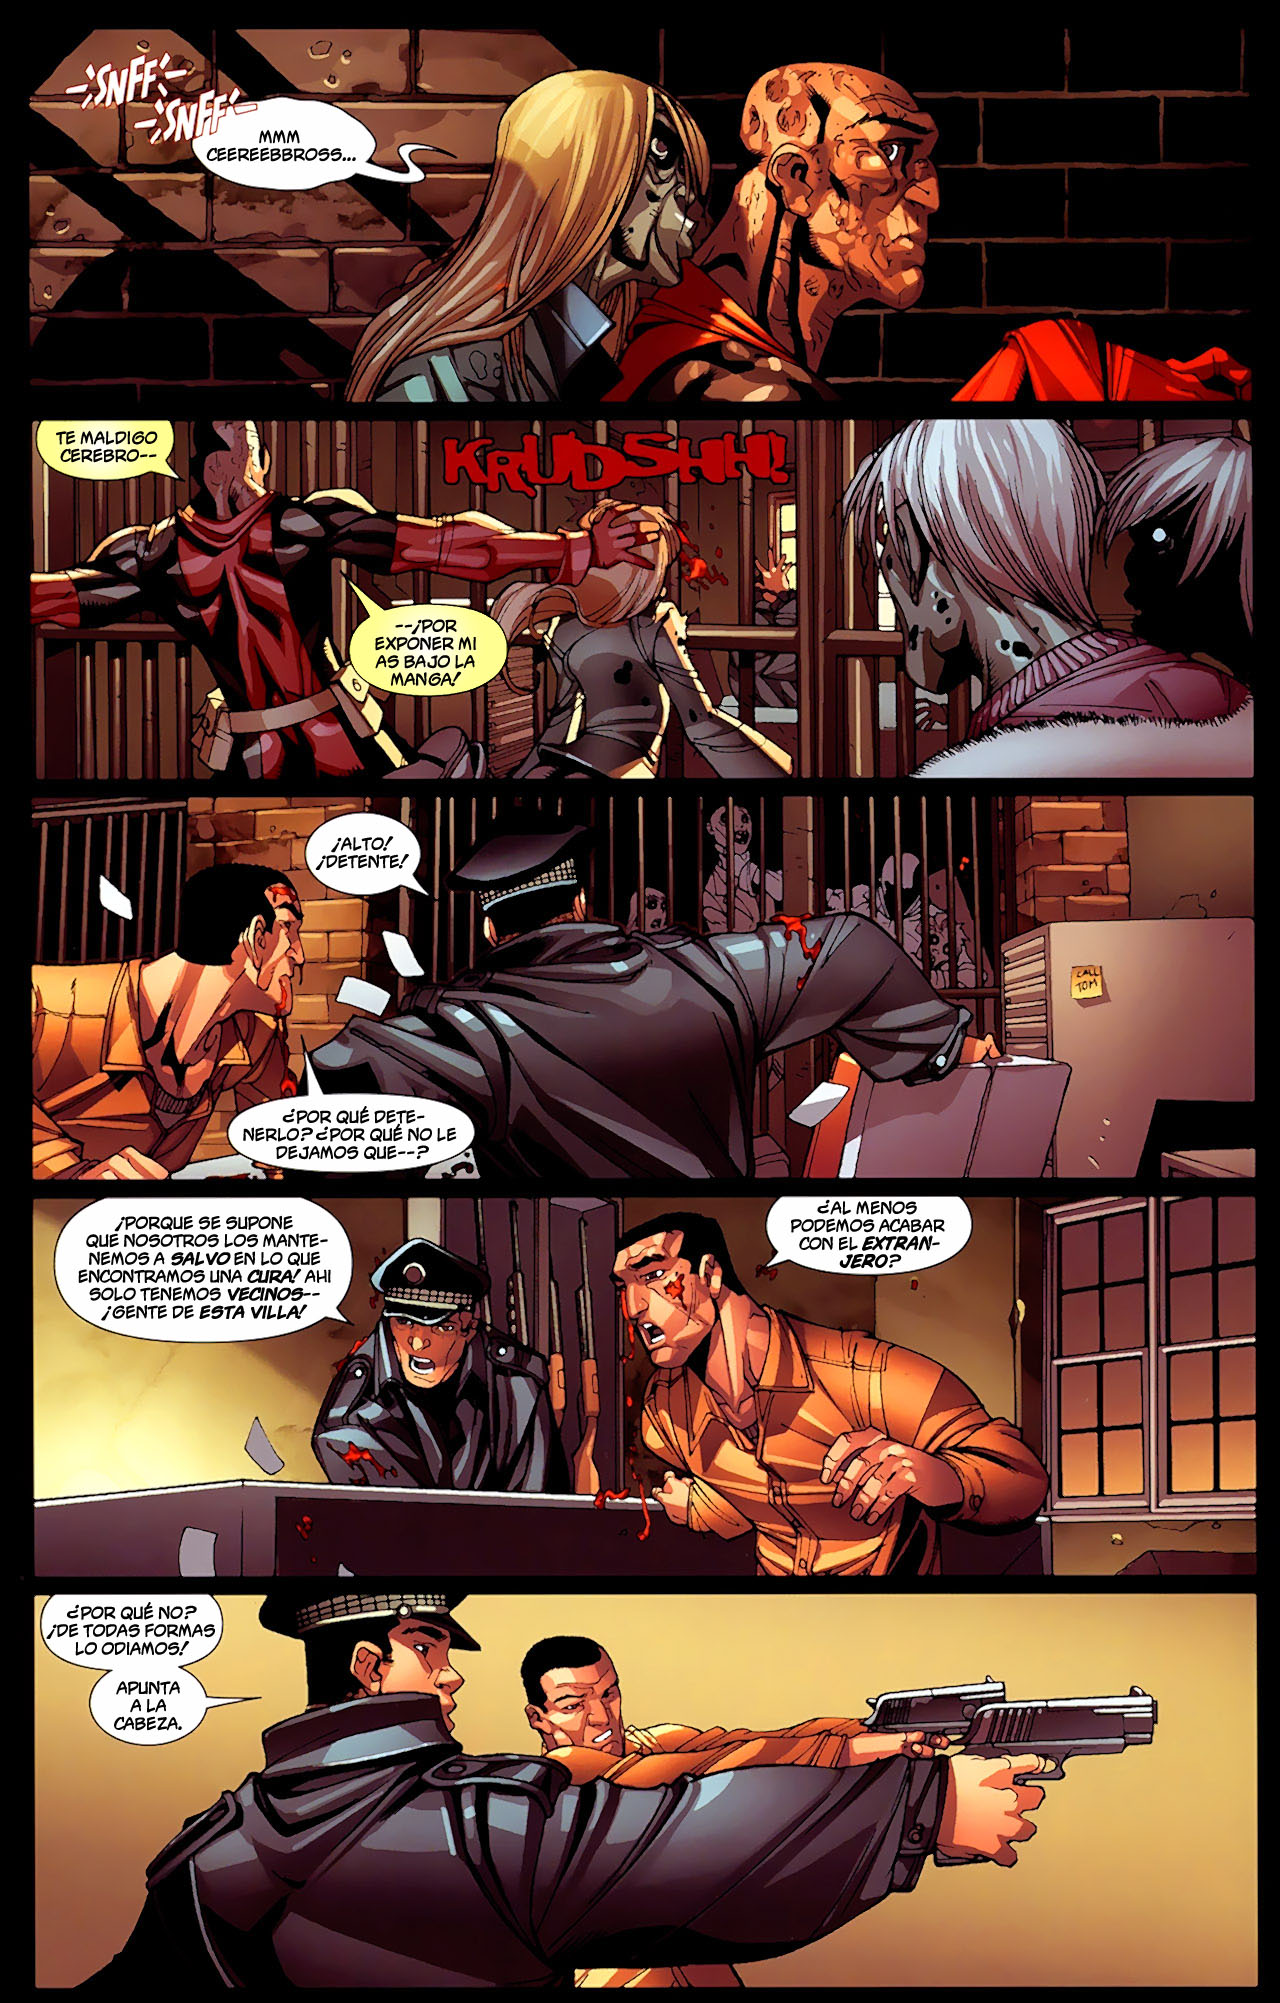 SNFF
SNFF
MMM
CEEREEBBROSS...
TE MALDIGO
CEREBRO--
KRUDSHH!
--¡POR
EXPONER MI
AS BAJO LA
MANGA!
¡ALTO!
¡DETENTE!
CALL
TOM
¿POR QUÉ DETE-
NERLO? ¿POR QUÉ NO LE
DEJAMOS QUE--?
¡PORQUE SE SUPONE
QUE NOSOTROS LOS MANTE-
NEMOS A SALVO EN LO QUE
ENCONTRAMOS UNA CURA! AHI
SOLO TENEMOS VECINOS--
¡GENTE DE ESTA VILLA!
¿AL MENOS
PODEMOS ACABAR
CON EL EXTRAN-
JERO?
¿POR QUÉ NO?
¡DE TODAS FORMAS
LO ODIAMOS!
APUNTA
A LA
CABEZA.